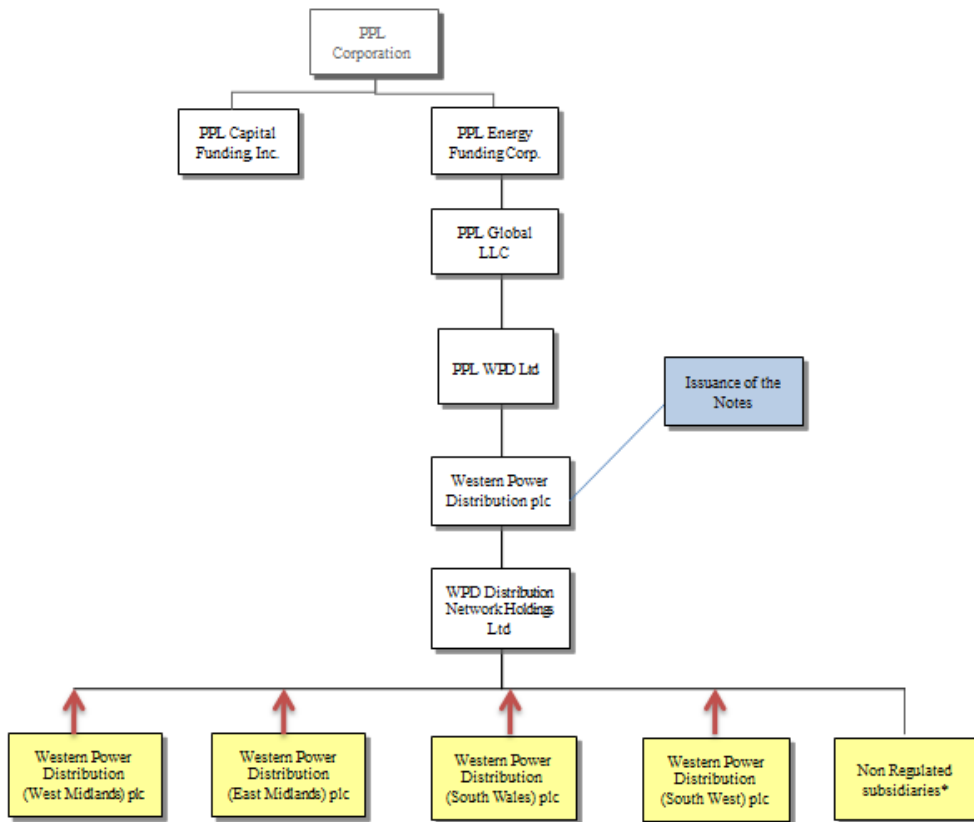 PPL
Corporation
PPL Capital
Funding, Inc.
PPL Energy
Funding Corp.
PPL Global
LLC
PPL WPD Ltd
Issuance of the
Notes
Western Power
Distribution plc
WPD Distribution
Network Holdings
Ltd
Western Power
Distribution
(West Midlands) plc
Western Power
Distribution
(East Midlands) plc
Western Power
Distribution
(South Wales) plc
Western Power
Distribution
(South West) plc
Non Regulated
subsidiaries*